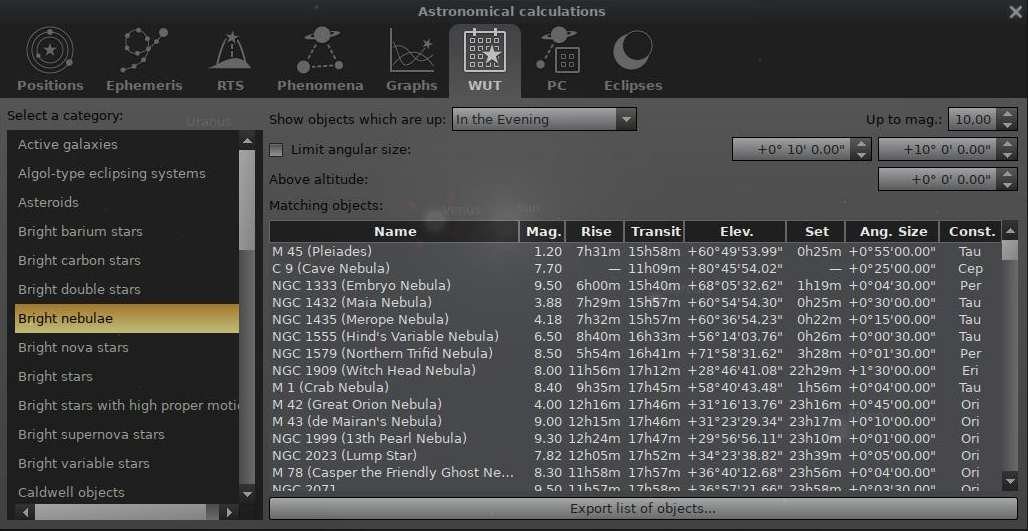 Astronomical calculations
Positions Ephemeris RTS Phenomena Graphs WUT PC Eclipses
Select a category:
Uranus
Active galaxies
Algol-type eclipsing systems
Asteroids
Bright barium stars
Bright carbon stars
Bright double stars
Bright nebulae
Bright nova stars
Bright stars
Bright stars with high proper motio
Bright supernova stars
Bright variable stars
Caldwell objects
Show objects which are up: In the Evening Up to mag.: 10,00
Limit angular size: +0° 10' 0.00" +10° 0' 0.00"
Above altitude: +0° 0' 0.00"
Matching objects:
Venus Sun
Name Mag. Rise Transit Elev. Set Ang. Size Const.
M 45 (Pleiades) 1.20 7h31m 15h58m +60°49'53.99" 0h25m +0°55'00.00" Tau
C 9 (Cave Nebula) 7.70 — 11h09m +80°45'54.02" — +0°25'00.00" Cep
NGC 1333 (Embryo Nebula) 9.50 6h00m 15h40m +68°05'32.62" 1h19m +0°04'30.00" Per
NGC 1432 (Maia Nebula) 3.88 7h29m 15h57m +60°54'54.30" 0h25m +0°30'00.00" Tau
NGC 1435 (Merope Nebula) 4.18 7h32m 15h57m +60°36'54.23" 0h22m +0°15'00.00" Tau
NGC 1555 (Hind's Variable Nebula) 6.50 8h40m 16h33m +56°14'03.76" 0h26m +0°00'30.00" Tau
NGC 1579 (Northern Trifid Nebula) 8.50 5h54m 16h41m +71°58'31.62" 3h28m +0°01'30.00" Per
NGC 1909 (Witch Head Nebula) 8.00 11h56m 17h12m +28°46'41.08" 22h29m +1°30'00.00" Eri
M 1 (Crab Nebula) 8.40 9h35m 17h45m +58°40'43.48" 1h56m +0°04'00.00" Tau
M 42 (Great Orion Nebula) 4.00 12h16m 17h46m +31°16'13.76" 23h16m +0°45'00.00" Ori
M 43 (de Mairan's Nebula) 9.00 12h15m 17h46m +31°23'29.34" 23h17m +0°10'00.00" Ori
NGC 1999 (13th Pearl Nebula) 9.30 12h24m 17h47m +29°56'56.11" 23h10m +0°01'00.00" Ori
NGC 2023 (Lump Star) 7.82 12h05m 17h52m +34°23'38.82" 23h39m +0°05'00.00" Ori
M 78 (Casper the Friendly Ghost Ne... 8.30 11h58m 17h57m +36°40'12.68" 23h56m +0°04'00.00" Ori
NGC 2071 9.50 11h57m 17h58m +36°57'21.66" 23h58m +0°03'30.00" Ori
Export list of objects...